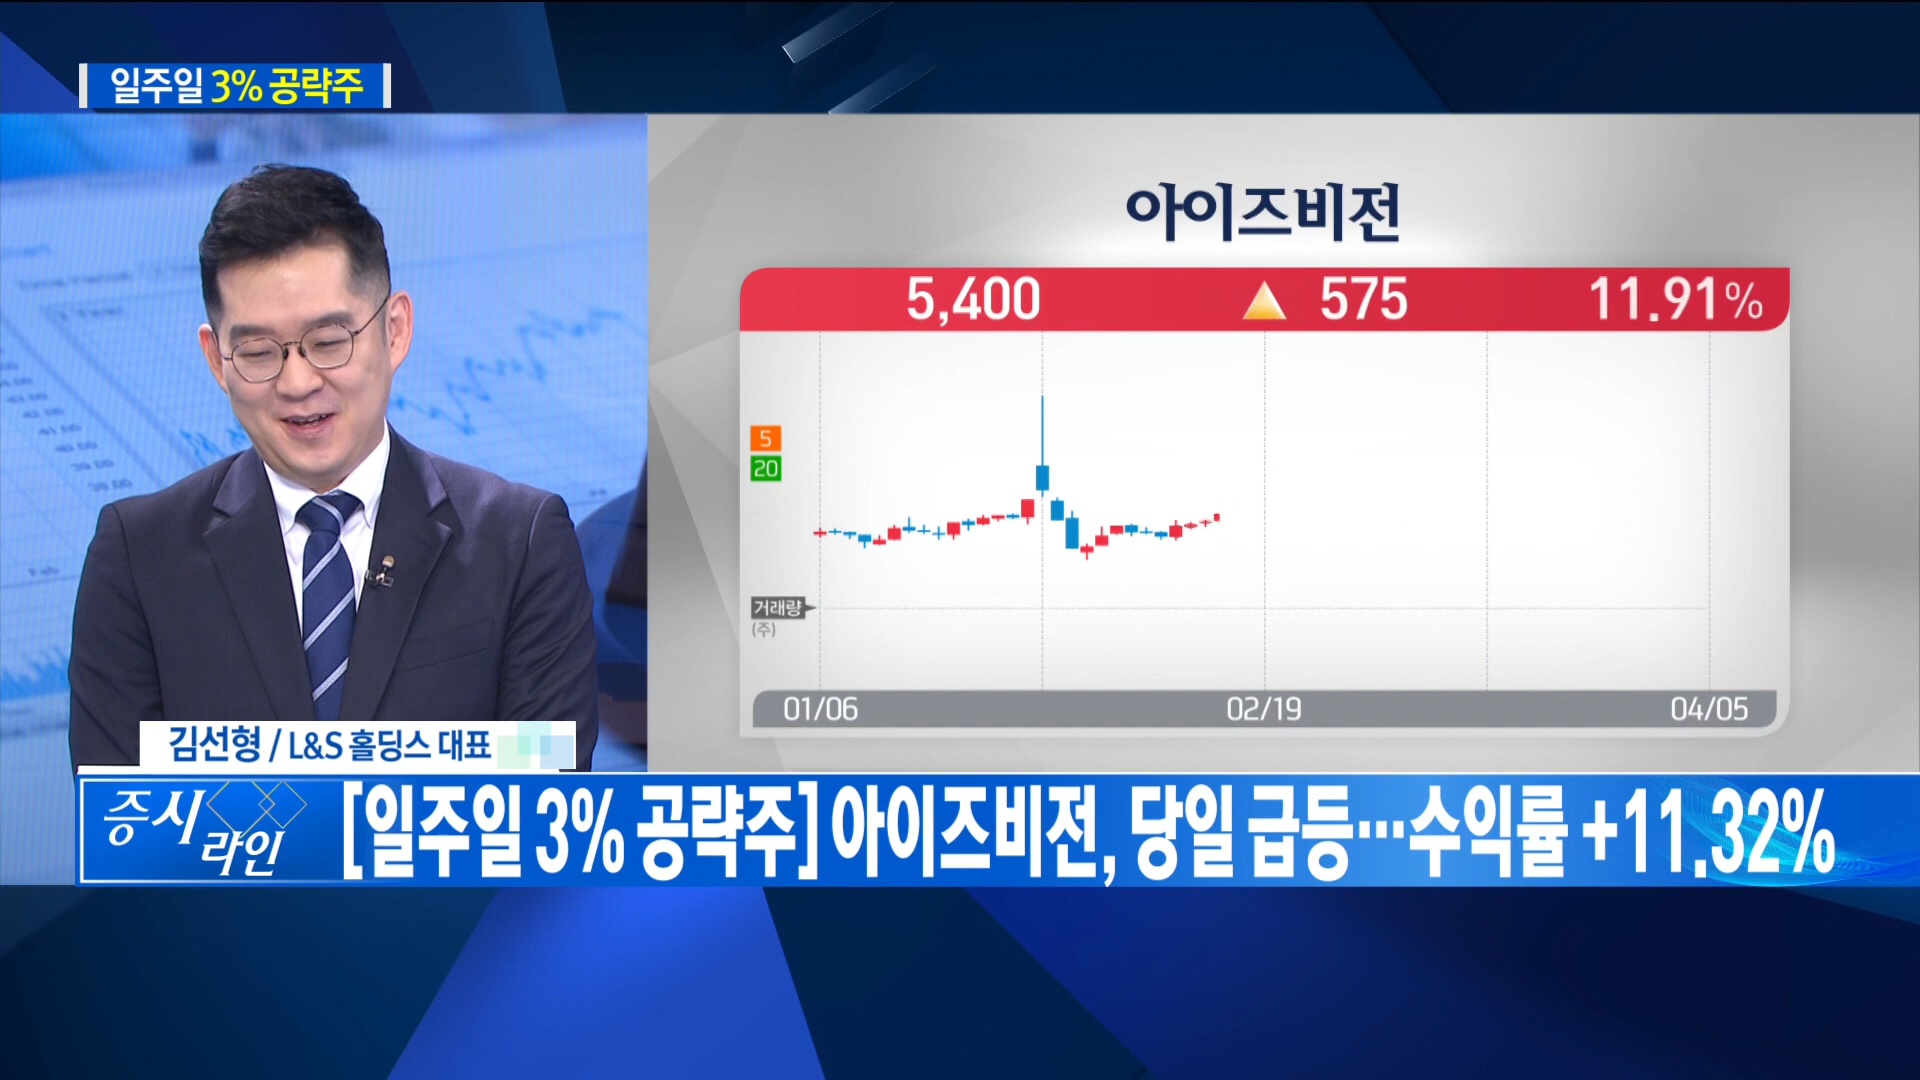 일주일 3% 공략주
아이즈비전
5,400 ▲ 575 11.91%
5
20
거래량
(주)
01/06 02/19 04/05
김선형 / L&S 홀딩스 대표
증시라인
[일주일 3% 공략주] 아이즈비전, 당일 급등…수익률 +11.32%